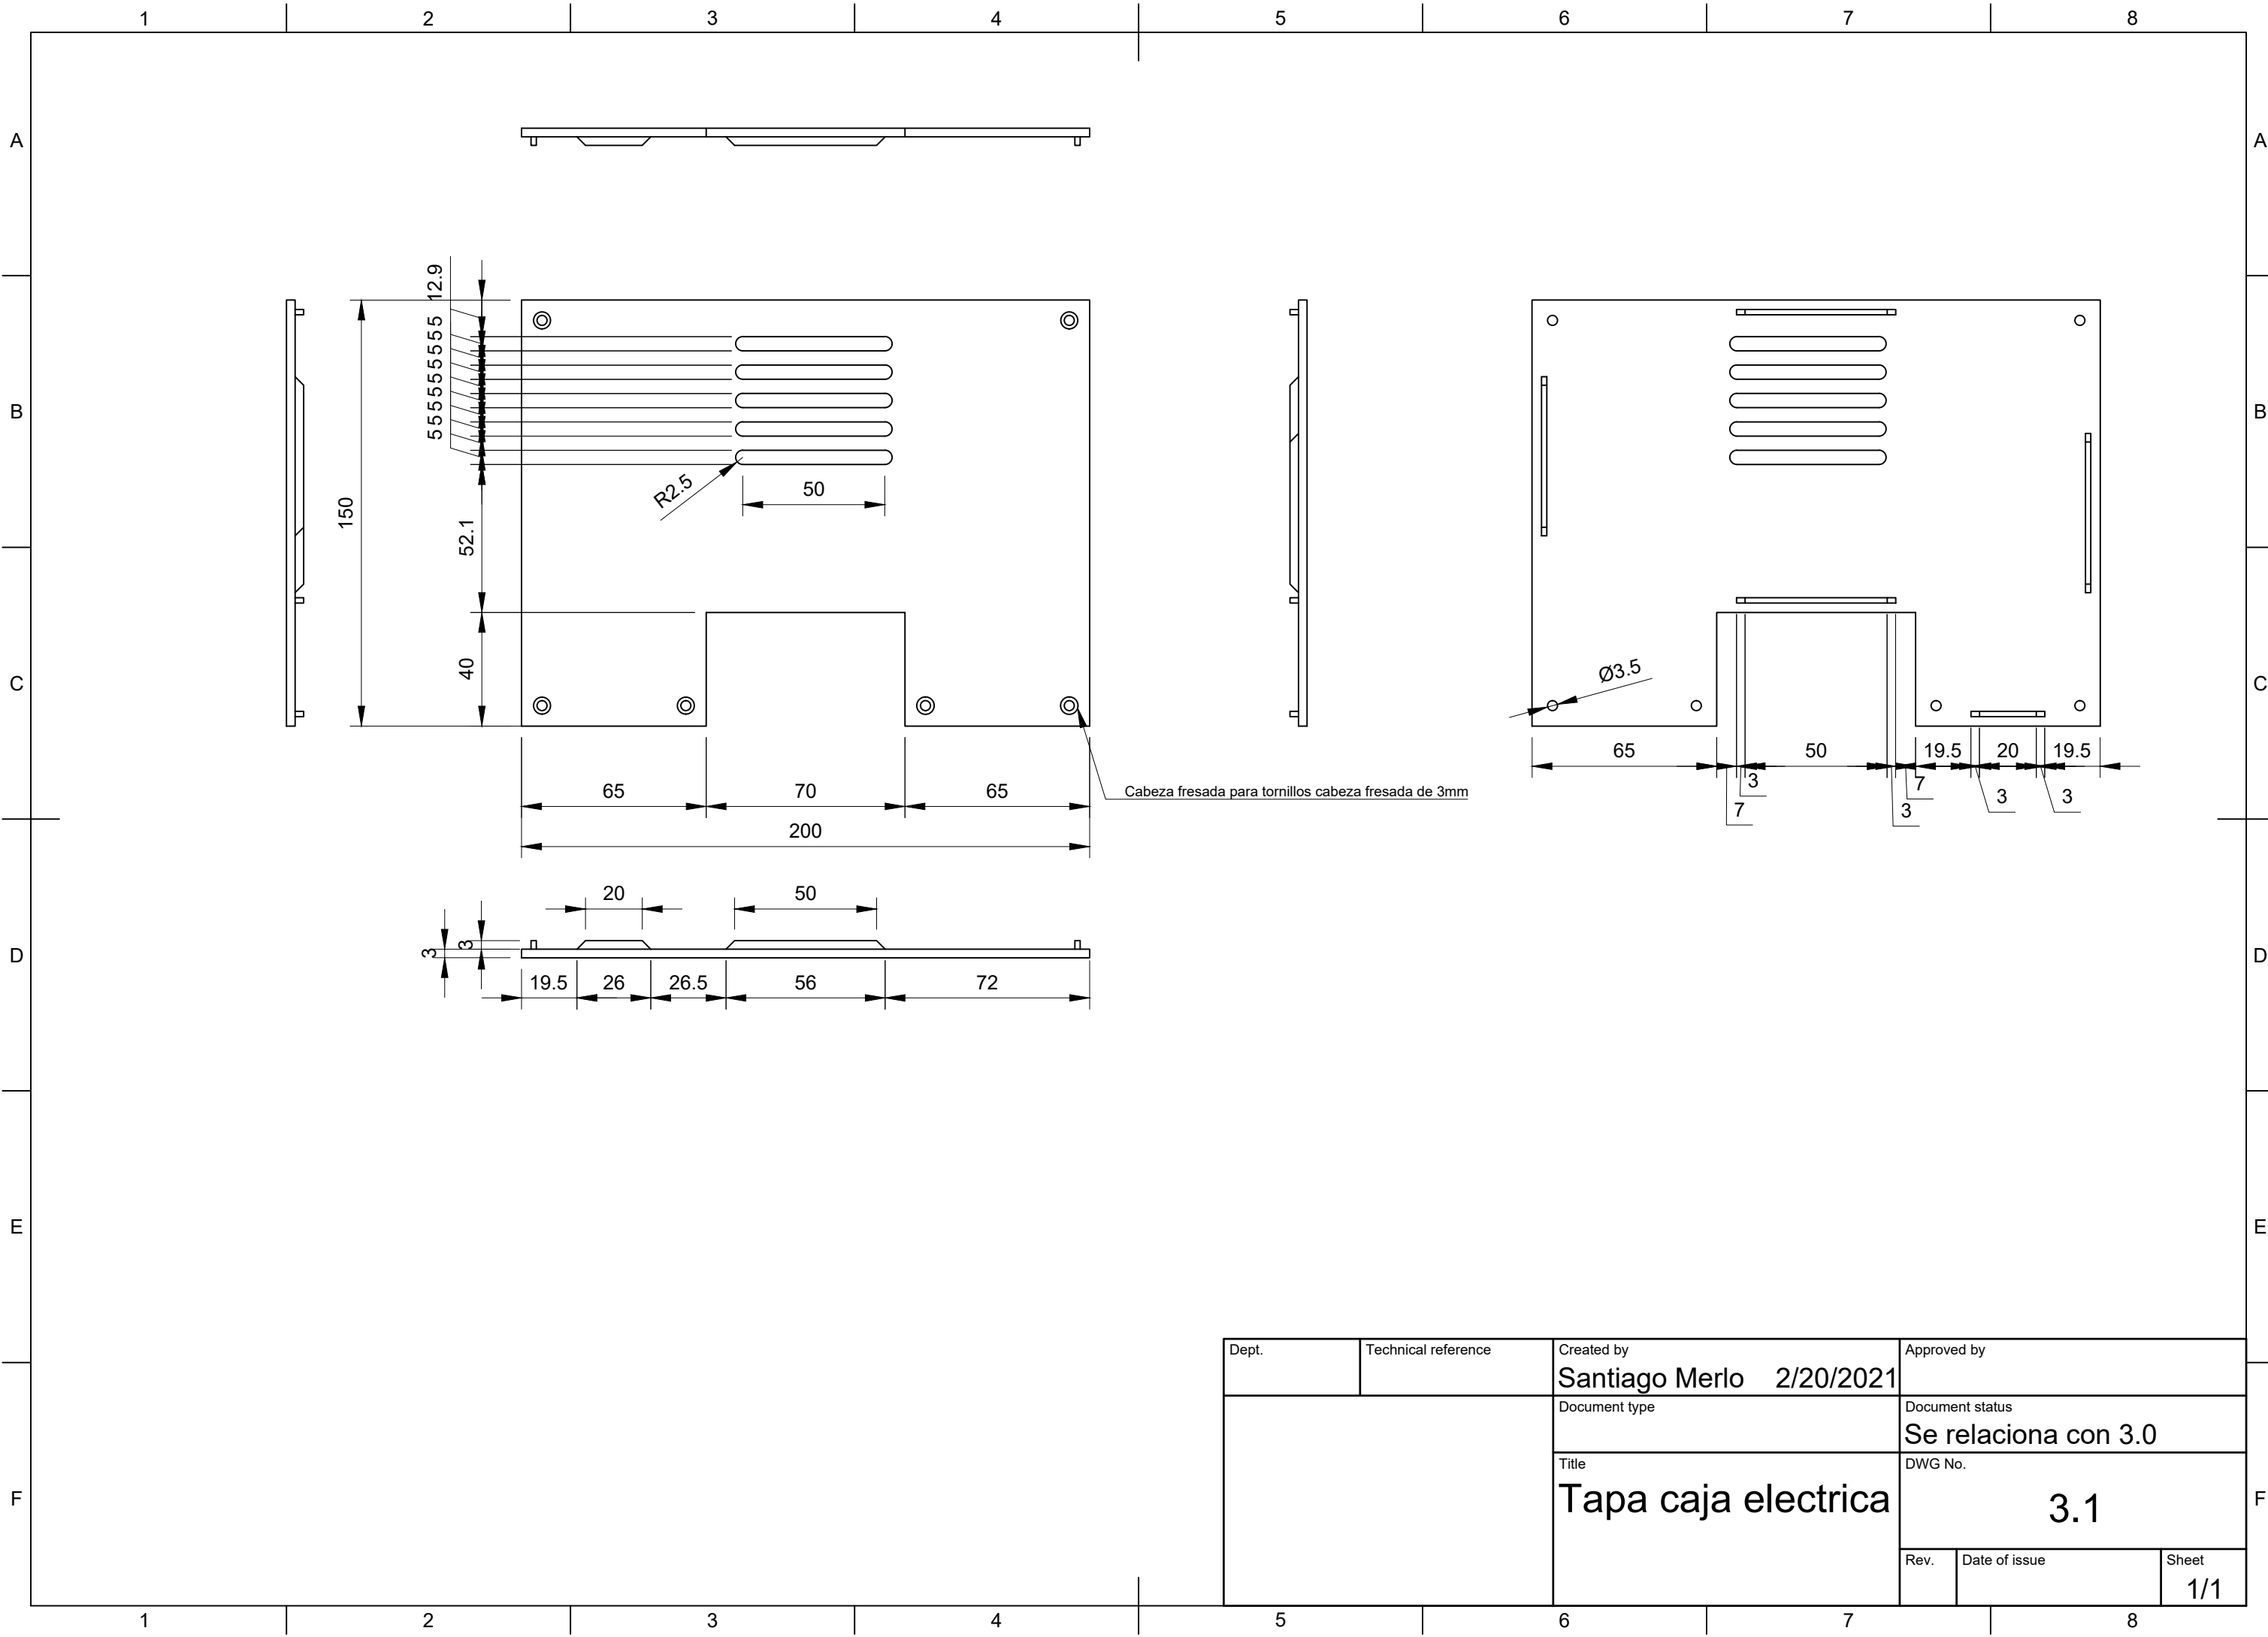 1 2 3 4 5 6 7 8
A A
B B
C C
D D
E E
F F
12.9
5 5 5 5 5 5 5 5 5
150
52.1
40
R2.5
50
65 70 65
200
Cabeza fresada para tornillos cabeza fresada de 3mm
Ø3.5
65 50 19.5 20 19.5
7 3 3 7 3 3
20 50
3 3
19.5 26 26.5 56 72
Dept.
Technical reference
Created by
Santiago Merlo 2/20/2021
Approved by
Document type
Document status
Se relaciona con 3.0
Title
Tapa caja electrica
DWG No.
3.1
Rev.
Date of issue
Sheet
1/1
1 2 3 4 5 6 7 8